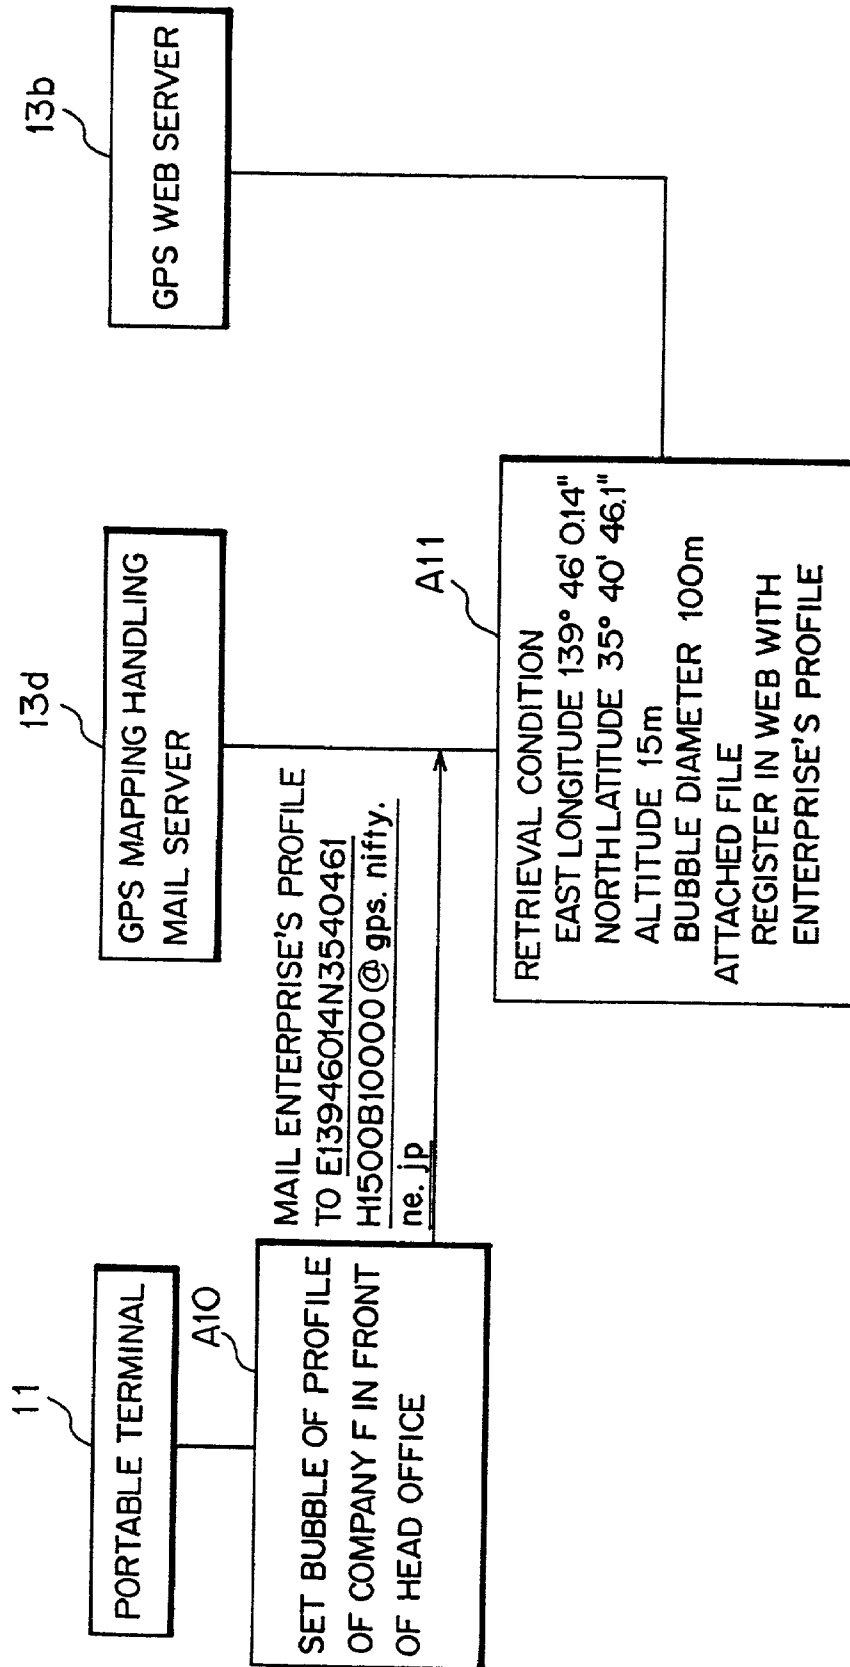 11
PORTABLE TERMINAL
A10
SET BUBBLE OF PROFILE
OF COMPANY F IN FRONT
OF HEAD OFFICE
MAIL ENTERPRISE'S PROFILE
TO E13946014N3540461
H1500B10000@gps.nifty.
ne.jp
13d
GPS MAPPING HANDLING
MAIL SERVER
A11
RETRIEVAL CONDITION
EAST LONGITUDE 139° 46' 0.14"
NORTH LATITUDE 35° 40' 46.1"
ALTITUDE 15m
BUBBLE DIAMETER 100m
ATTACHED FILE
REGISTER IN WEB WITH
ENTERPRISE'S PROFILE
13b
GPS WEB SERVER